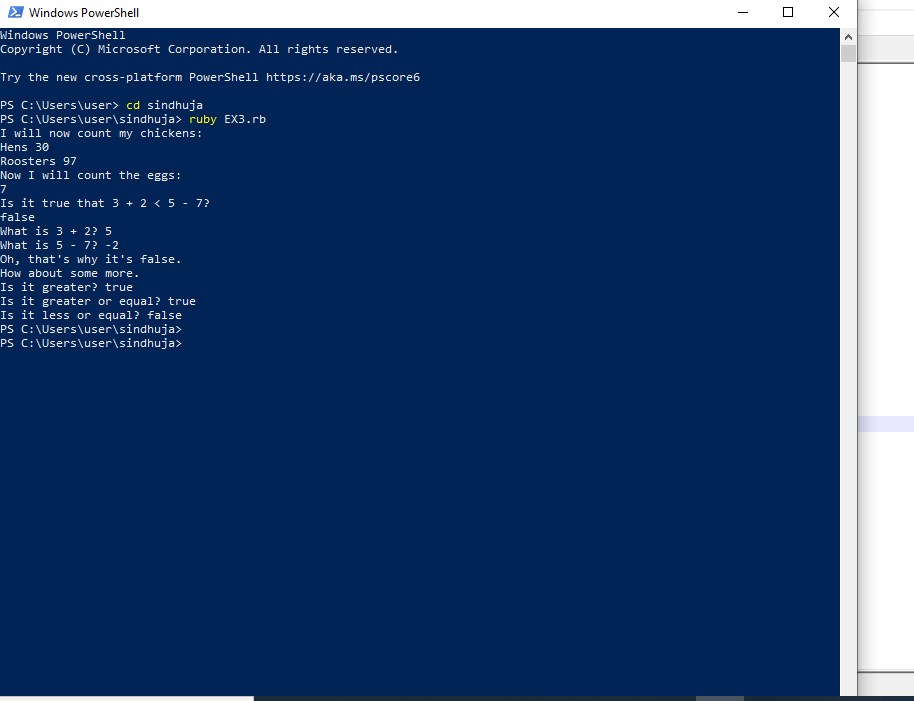 Windows PowerShell
Windows PowerShell
Copyright (C) Microsoft Corporation. All rights reserved.
Try the new cross-platform PowerShell https://aka.ms/pscore6
PS C:\Users\user> cd sindhuja
PS C:\Users\user\sindhuja> ruby EX3.rb
I will now count my chickens:
Hens 30
Roosters 97
Now I will count the eggs:
7
Is it true that 3 + 2 < 5 - 7?
false
What is 3 + 2? 5
What is 5 - 7? -2
Oh, that's why it's false.
How about some more.
Is it greater? true
Is it greater or equal? true
Is it less or equal? false
PS C:\Users\user\sindhuja>
PS C:\Users\user\sindhuja>